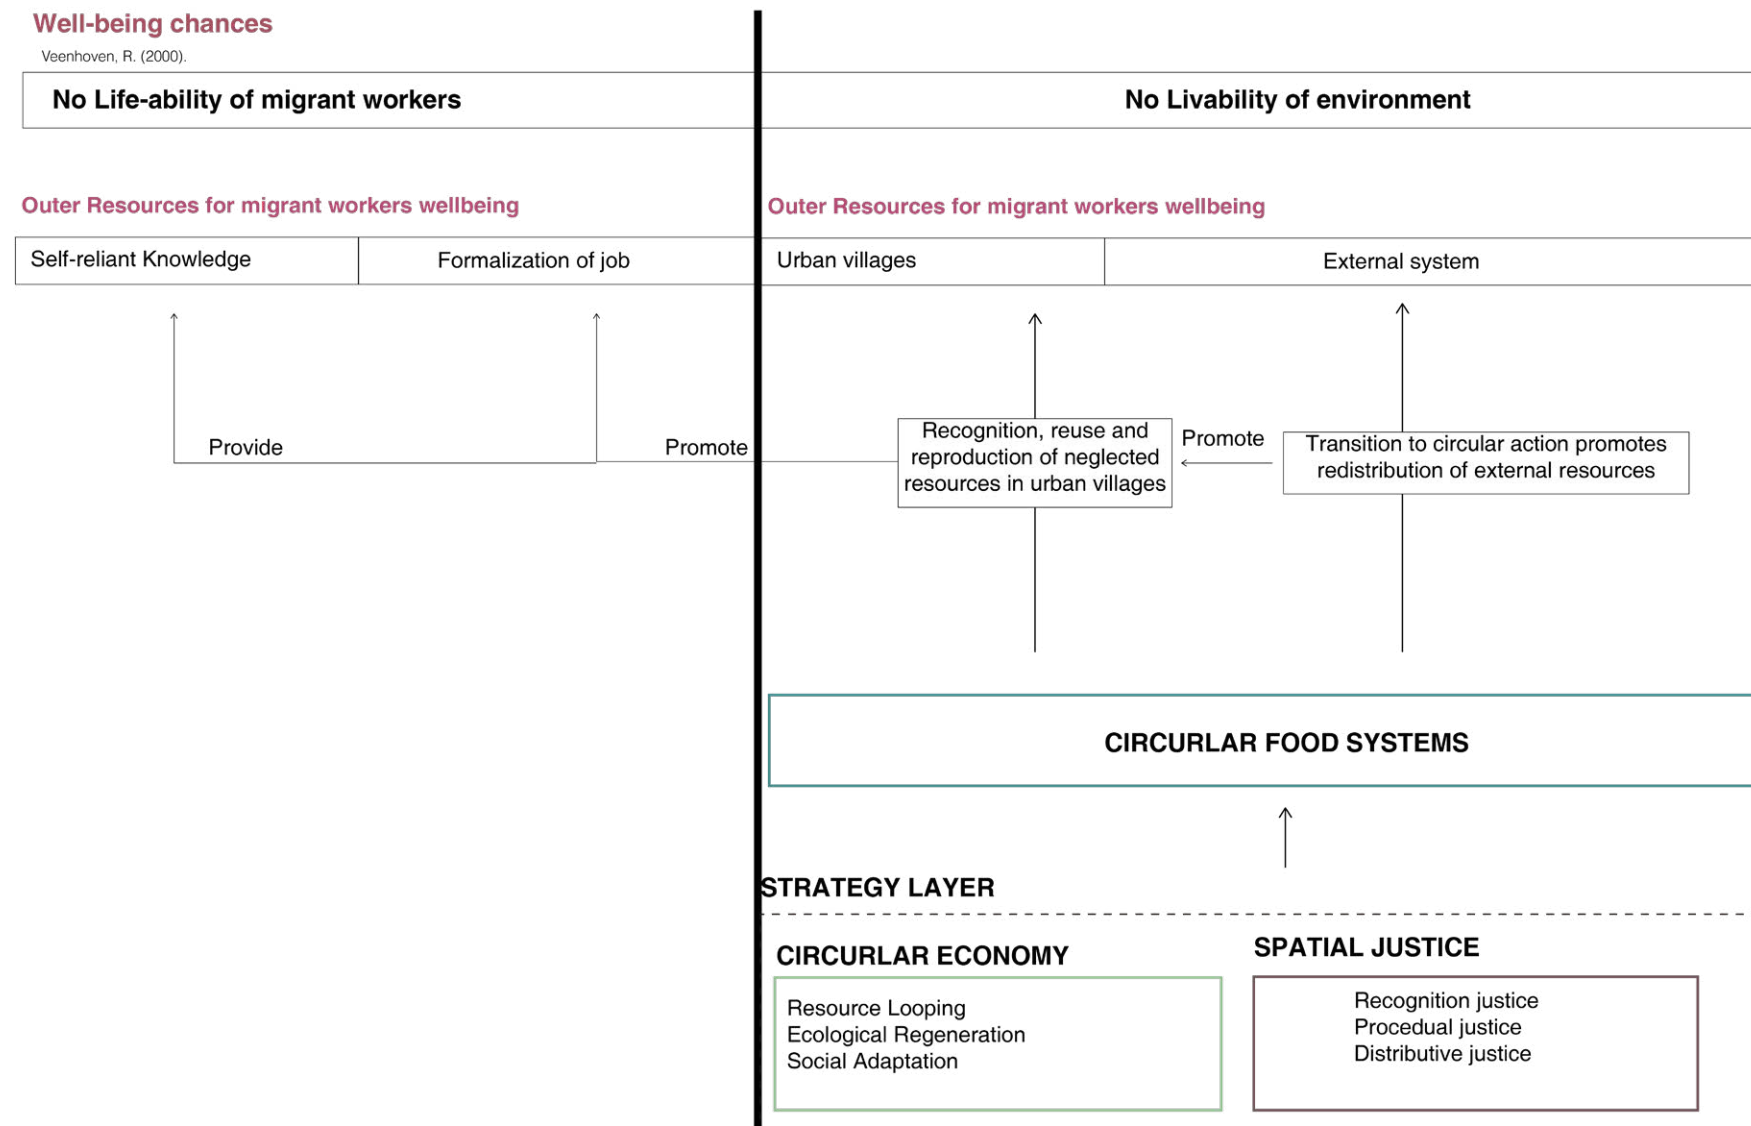 Well-being chances
Veenhoven, R. (2000).
No Life-ability of migrant workers
No Livability of environment
Outer Resources for migrant workers wellbeing
Outer Resources for migrant workers wellbeing
Self-reliant Knowledge
Formalization of job
Urban villages
External system
Provide
Promote
Recognition, reuse and
reproduction of neglected
resources in urban villages
Promote
Transition to circular action promotes
redistribution of external resources
CIRCURLAR FOOD SYSTEMS
STRATEGY LAYER
CIRCURLAR ECONOMY
Resource Looping
Ecological Regeneration
Social Adaptation
SPATIAL JUSTICE
Recognition justice
Procedual justice
Distributive justice